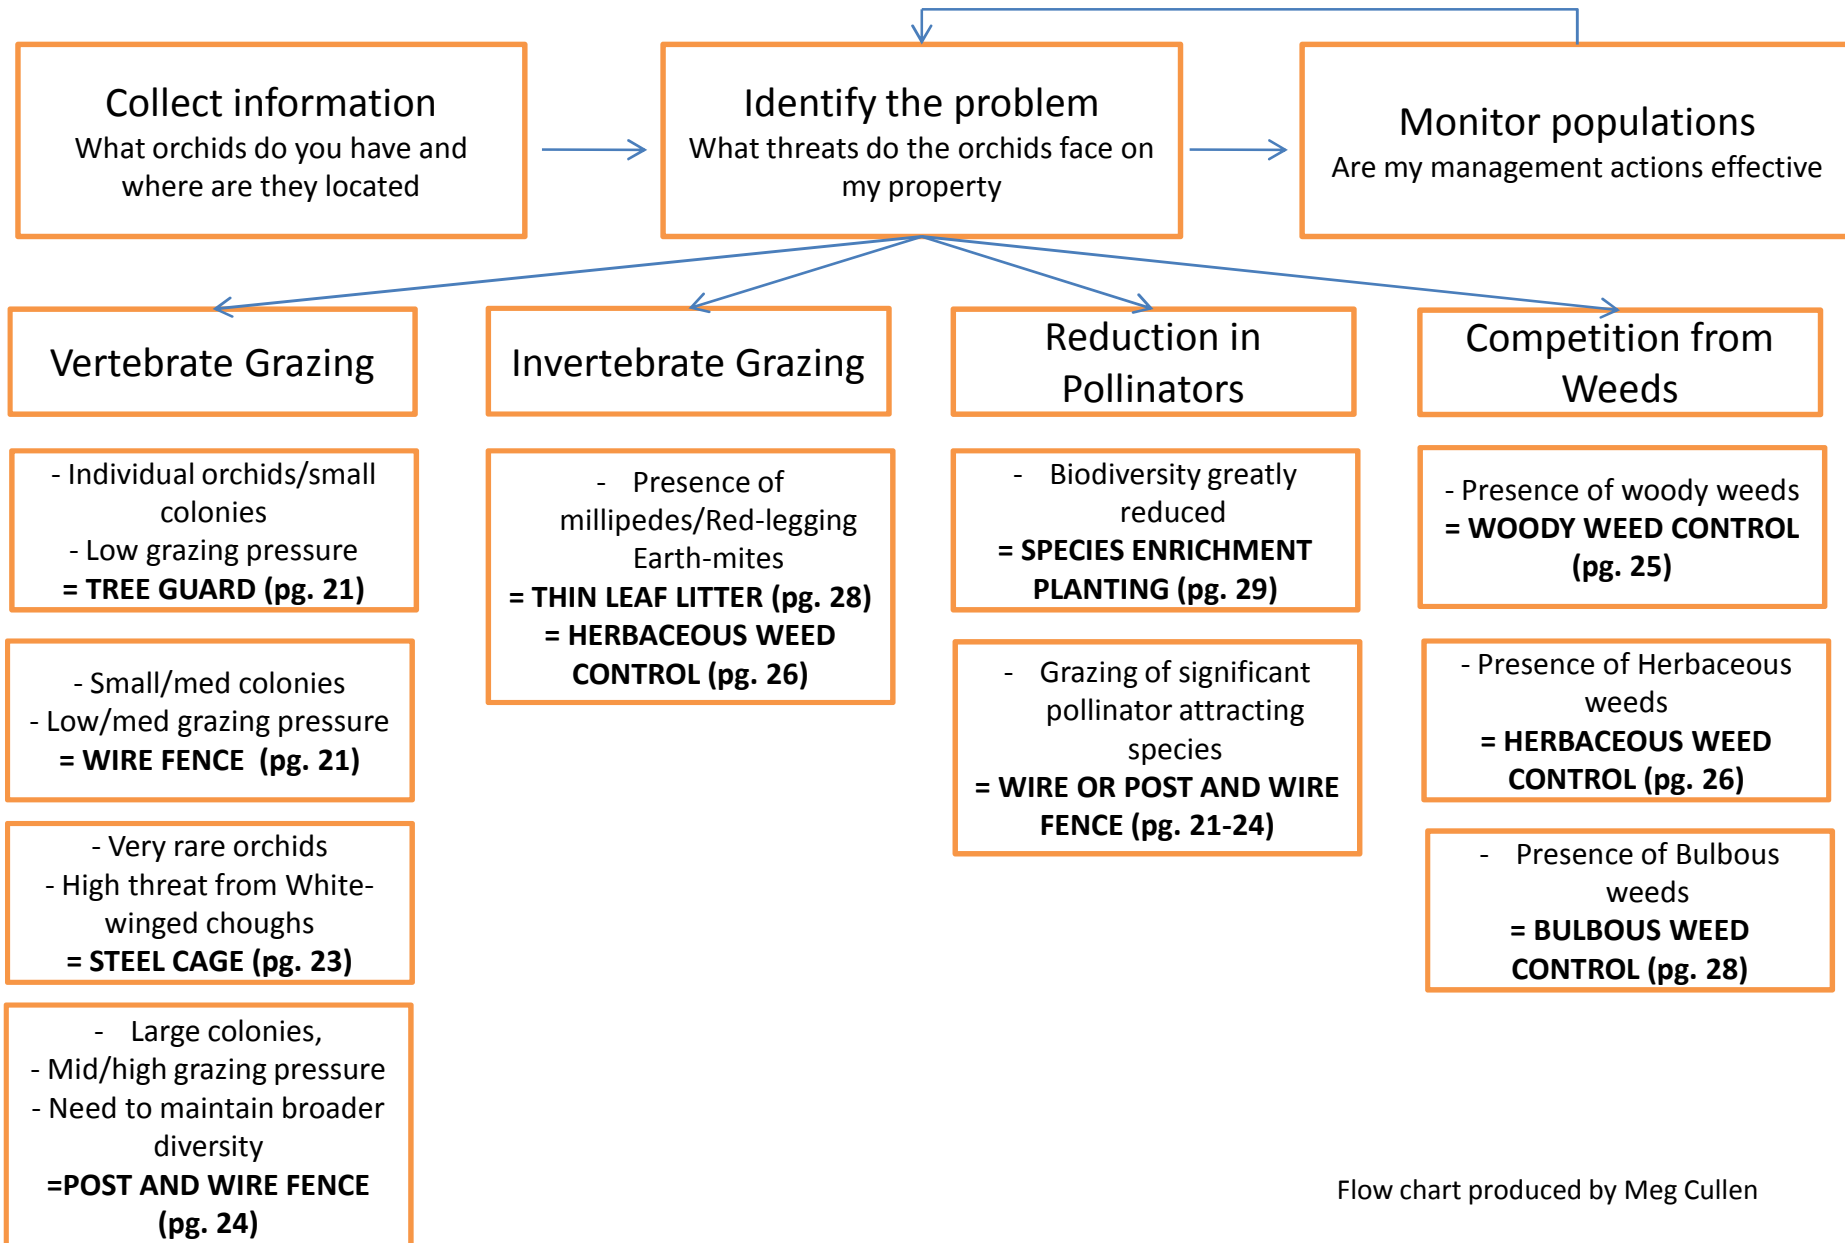 Collect information
What orchids do you have and
where are they located
Identify the problem
What threats do the orchids face on
my property
Monitor populations
Are my management actions effective
Vertebrate Grazing
- Individual orchids/small
colonies
- Low grazing pressure
= TREE GUARD (pg. 21)
- Small/med colonies
- Low/med grazing pressure
= WIRE FENCE (pg. 21)
- Very rare orchids
- High threat from White-
winged choughs
= STEEL CAGE (pg. 23)
- Large colonies,
- Mid/high grazing pressure
- Need to maintain broader
diversity
=POST AND WIRE FENCE
(pg. 24)
Invertebrate Grazing
- Presence of
millipedes/Red-legging
Earth-mites
= THIN LEAF LITTER (pg. 28)
= HERBACEOUS WEED
CONTROL (pg. 26)
Reduction in
Pollinators
- Biodiversity greatly
reduced
= SPECIES ENRICHMENT
PLANTING (pg. 29)
- Grazing of significant
pollinator attracting
species
= WIRE OR POST AND WIRE
FENCE (pg. 21-24)
Competition from
Weeds
- Presence of woody weeds
= WOODY WEED CONTROL
(pg. 25)
- Presence of Herbaceous
weeds
= HERBACEOUS WEED
CONTROL (pg. 26)
- Presence of Bulbous
weeds
= BULBOUS WEED
CONTROL (pg. 28)
Flow chart produced by Meg Cullen